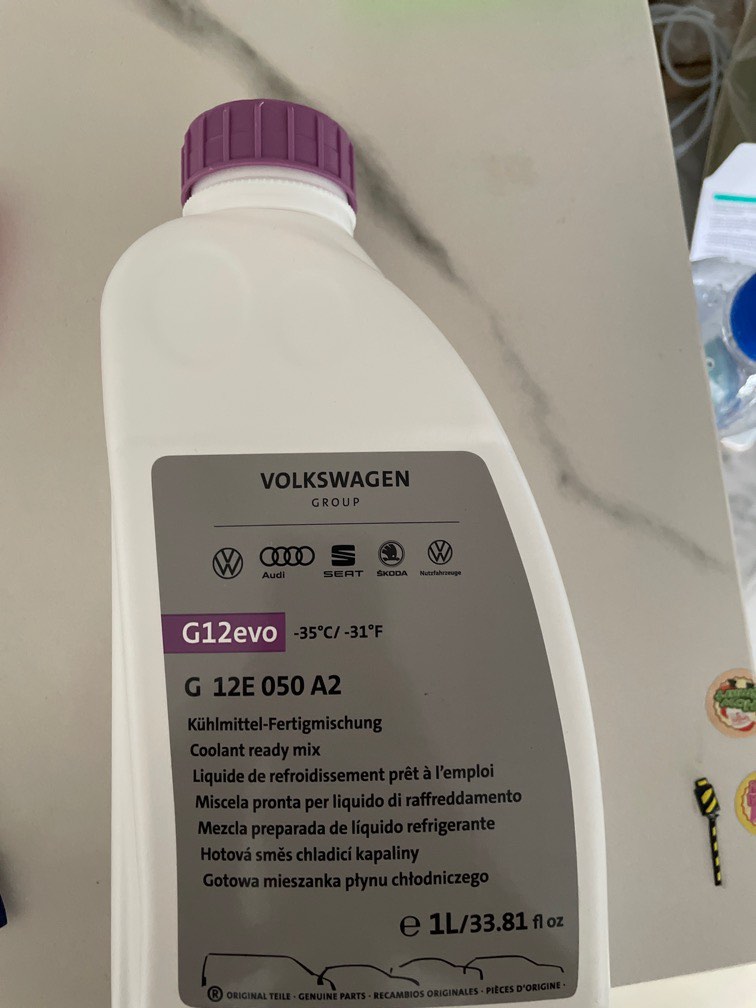 VOLKSWAGEN
GROUP
Audi SEAT ŠKODA Nutzfahrzeuge
G12evo -35°C/ -31°F
G 12E 050 A2
Kühlmittel-Fertigmischung
Coolant ready mix
Liquide de refroidissement prêt à l'emploi
Miscela pronta per liquido di raffreddamento
Mezcla preparada de líquido refrigerante
Hotová směs chladicí kapaliny
Gotowa mieszanka płynu chłodniczego
℮ 1L/33.81 fl oz
® ORIGINAL TEILE · GENUINE PARTS · RECAMBIOS ORIGINALES · PIÈCES D'ORIGINE ·